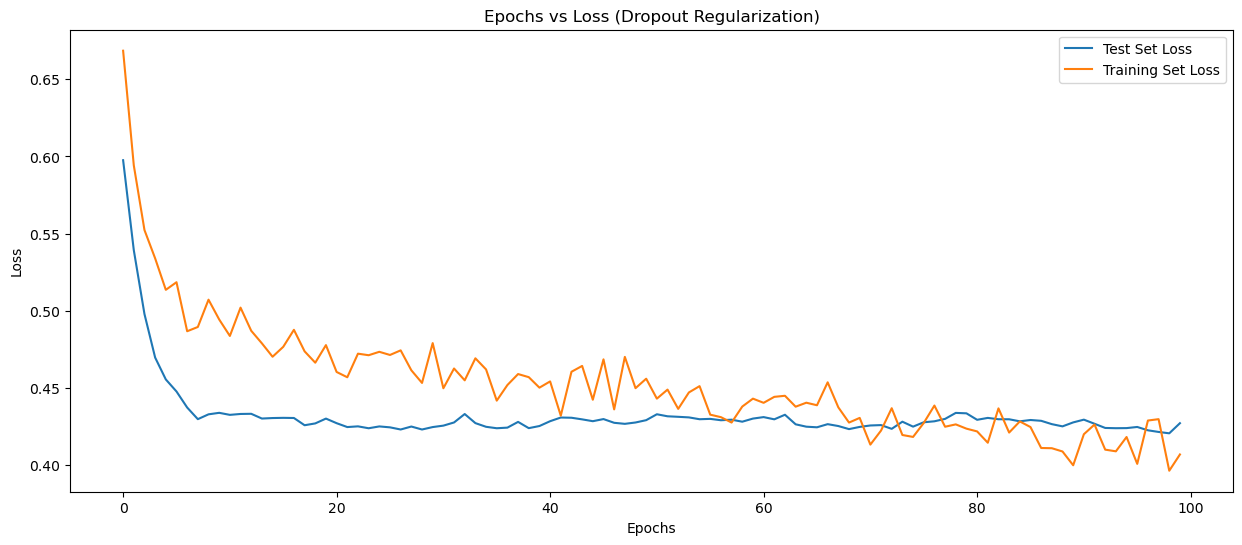 Epochs vs Loss (Dropout Regularization)
Test Set Loss
Training Set Loss
0.65
0.60
0.55
0.50
0.45
0.40
Loss
0 20 40 60 80 100
Epochs